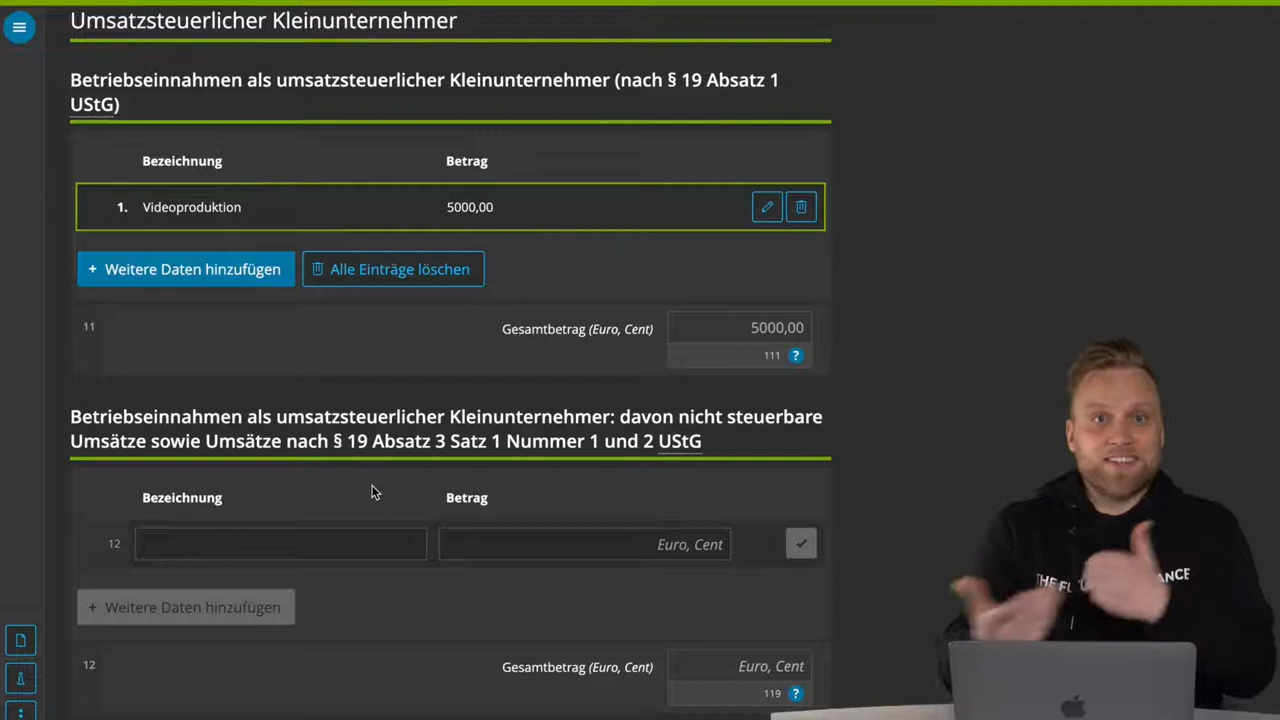 Umsatzsteuerlicher Kleinunternehmer
Betriebseinnahmen als umsatzsteuerlicher Kleinunternehmer (nach § 19 Absatz 1
UStG)
Bezeichnung Betrag
1. Videoproduktion 5000,00
+ Weitere Daten hinzufügen Alle Einträge löschen
11 Gesamtbetrag (Euro, Cent) 5000,00
111 ?
Betriebseinnahmen als umsatzsteuerlicher Kleinunternehmer: davon nicht steuerbare
Umsätze sowie Umsätze nach § 19 Absatz 3 Satz 1 Nummer 1 und 2 UStG
Bezeichnung Betrag
12 Euro, Cent
+ Weitere Daten hinzufügen
12 Gesamtbetrag (Euro, Cent) Euro, Cent
119 ?